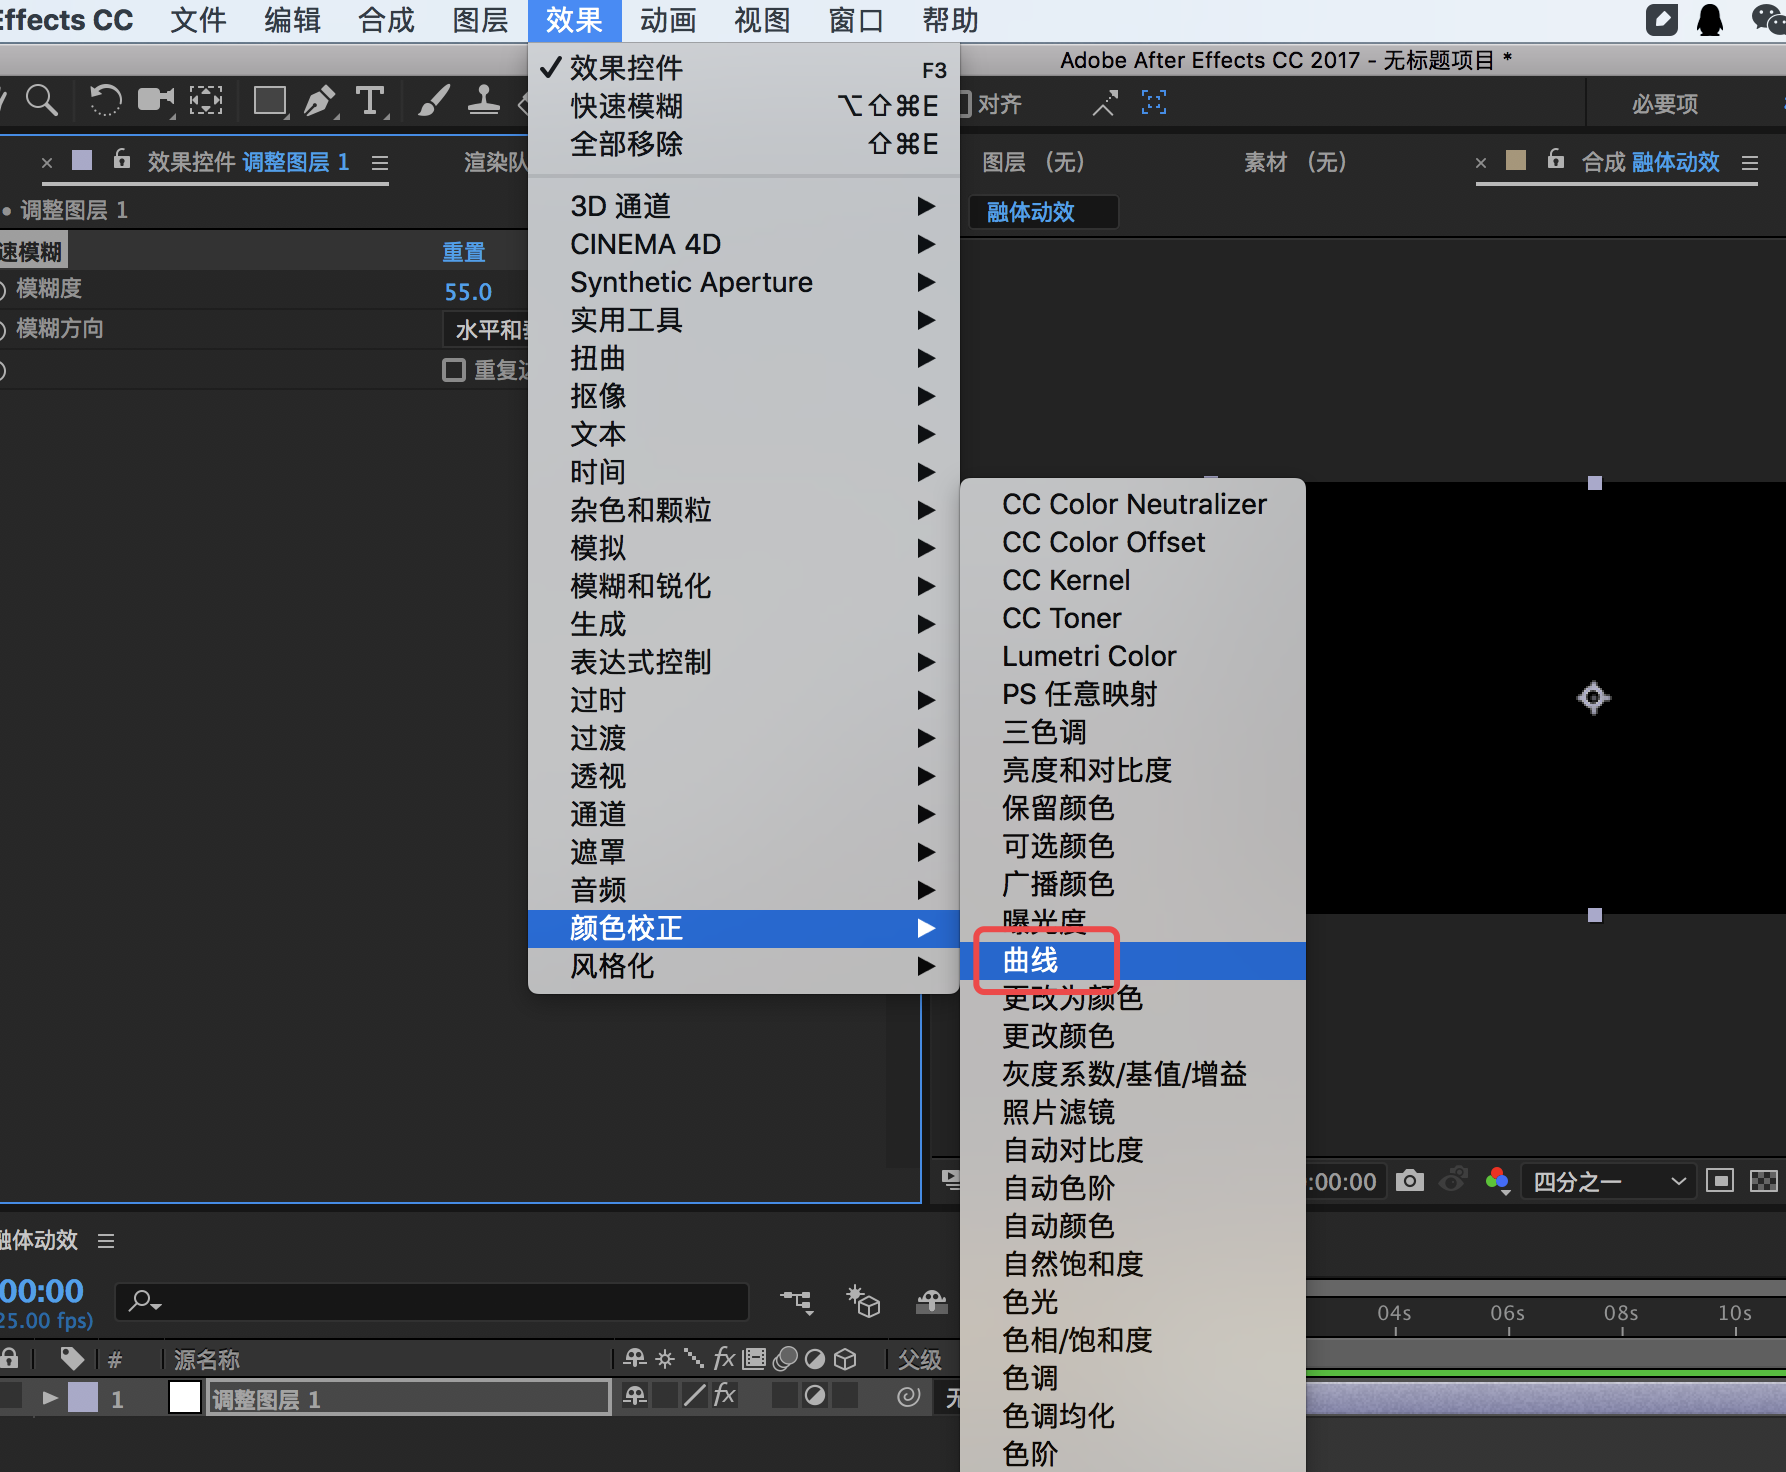 Effects CC 文件 编辑 合成 图层 效果 动画 视图 窗口 帮助
Adobe After Effects CC 2017 - 无标题项目 *
对齐
必要项
效果控件 调整图层 1
渲染队
图层 (无)
素材 (无)
合成 融体动效
调整图层 1
融体动效
速模糊
重置
模糊度
55.0
模糊方向
水平和
重复
效果控件 F3
快速模糊 ⌥⇧⌘E
全部移除 ⇧⌘E
3D 通道
CINEMA 4D
Synthetic Aperture
实用工具
扭曲
抠像
文本
时间
杂色和颗粒
模拟
模糊和锐化
生成
表达式控制
过时
过渡
透视
通道
遮罩
音频
颜色校正
风格化
CC Color Neutralizer
CC Color Offset
CC Kernel
CC Toner
Lumetri Color
PS 任意映射
三色调
亮度和对比度
保留颜色
可选颜色
广播颜色
曝光度
曲线
更改为颜色
更改颜色
灰度系数/基值/增益
照片滤镜
自动对比度
自动色阶
自动颜色
自然饱和度
色光
色相/饱和度
色调
色调均化
色阶
:00:00
四分之一
融体动效
00:00
25.00 fps)
04s 06s 08s 10s
# 源名称 fx 父级
1 调整图层 1 fx 无